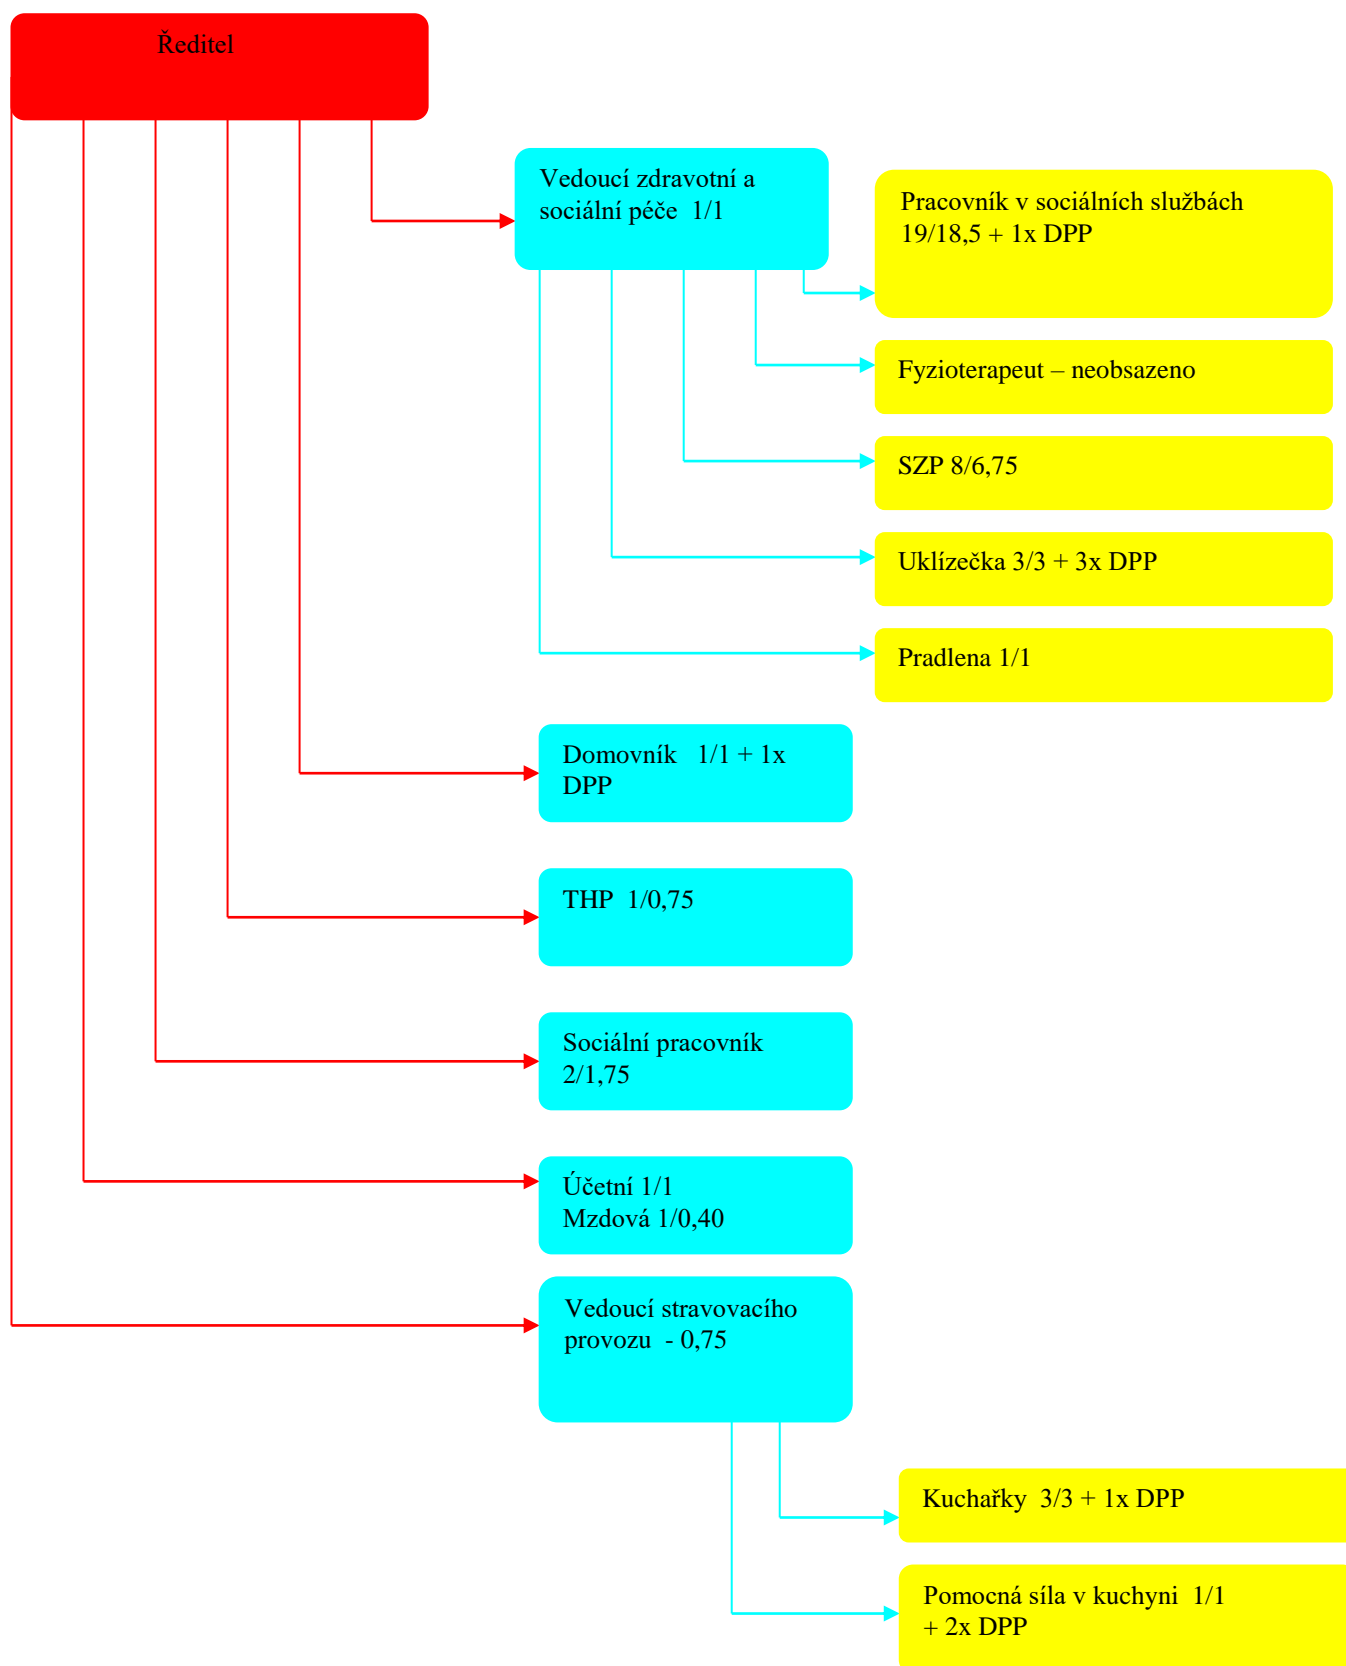 Ředitel
Vedoucí zdravotní a
sociální péče 1/1
Pracovník v sociálních službách
19/18,5 + 1x DPP
Fyzioterapeut – neobsazeno
SZP 8/6,75
Uklízečka 3/3 + 3x DPP
Pradlena 1/1
Domovník 1/1 + 1x
DPP
THP 1/0,75
Sociální pracovník
2/1,75
Účetní 1/1
Mzdová 1/0,40
Vedoucí stravovacího
provozu - 0,75
Kuchařky 3/3 + 1x DPP
Pomocná síla v kuchyni 1/1
+ 2x DPP